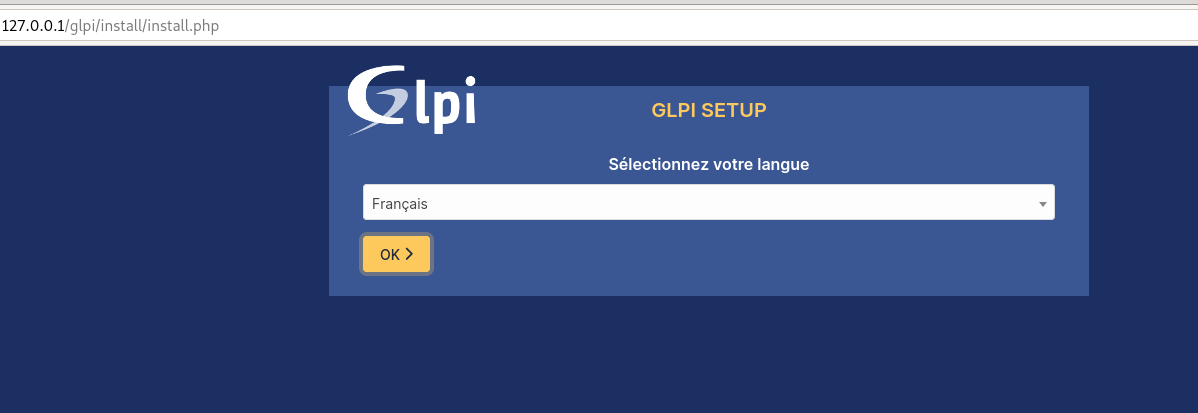 127.0.0.1/glpi/install/install.php
Glpi
GLPI SETUP
Sélectionnez votre langue
Français
OK